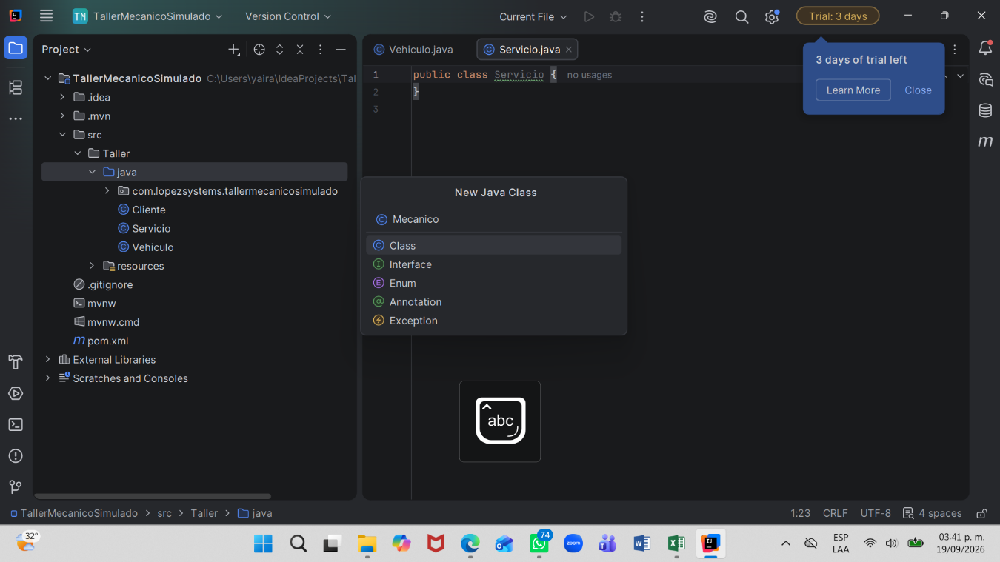 TM TallerMecanicoSimulado Version Control Current File Trial: 3 days
Project
Vehiculo.java
Servicio.java
3 days of trial left
Learn More Close
TallerMecanicoSimulado C:\Users\yaira\IdeaProjects\Tal
.idea
.mvn
src
Taller
java
com.lopezsystems.tallermecanicosimulado
Cliente
Servicio
Vehiculo
resources
.gitignore
mvnw
mvnw.cmd
m pom.xml
External Libraries
Scratches and Consoles
1 public class Servicio { no usages
2 }
3
New Java Class
C Mecanico
C Class
I Interface
E Enum
@ Annotation
Exception
abc
m
TallerMecanicoSimulado > src > Taller > java
1:23 CRLF UTF-8 4 spaces
32°
74
zoom
ESP
LAA
03:41 p. m.
19/09/2026